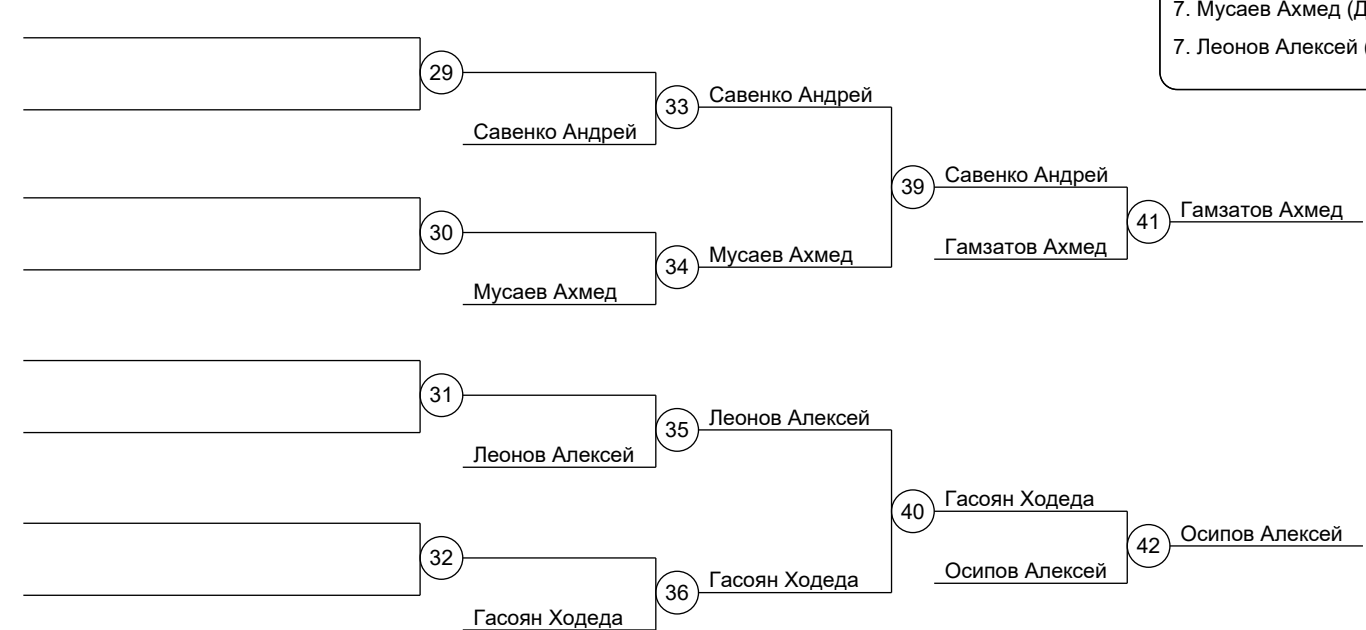 7. Мусаев Ахмед (Д
7. Леонов Алексей (
29
33
Савенко Андрей
Савенко Андрей
39
Савенко Андрей
41
Гамзатов Ахмед
30
34
Мусаев Ахмед
Гамзатов Ахмед
Мусаев Ахмед
31
35
Леонов Алексей
Леонов Алексей
40
Гасоян Ходеда
42
Осипов Алексей
32
36
Гасоян Ходеда
Осипов Алексей
Гасоян Ходеда